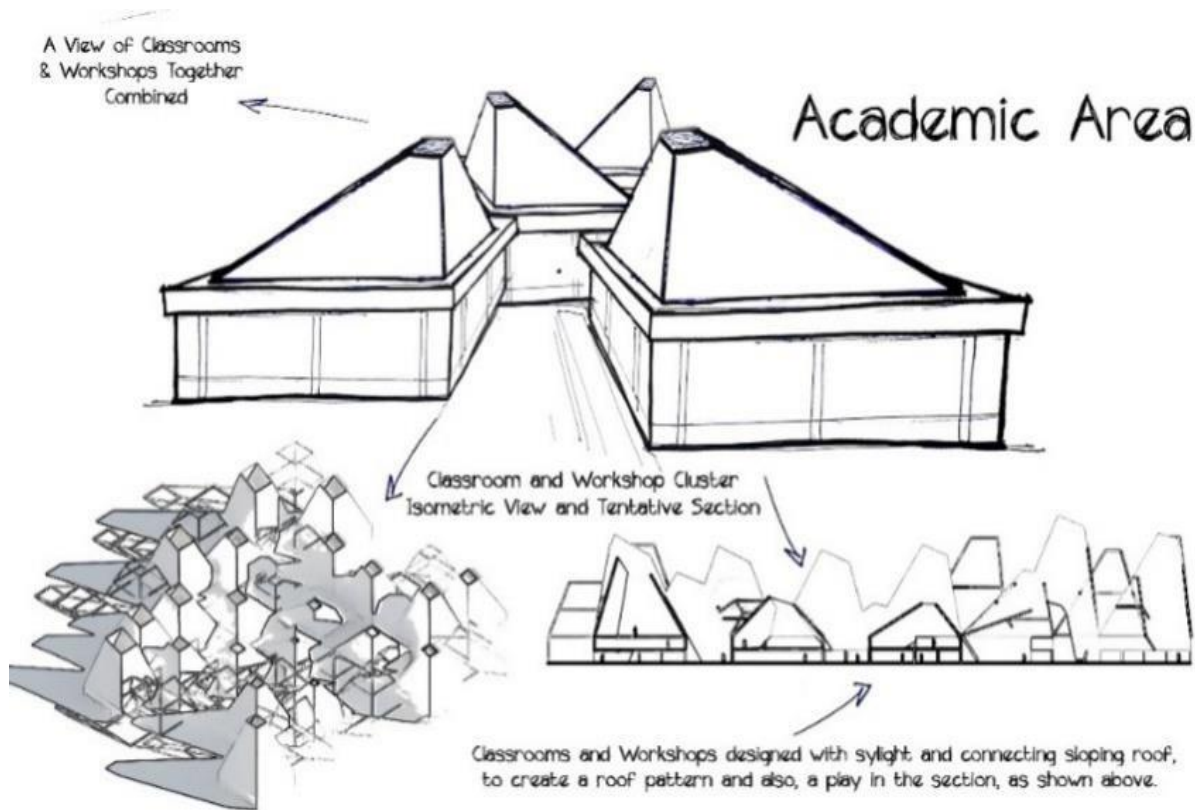 A View of Classrooms
& Workshops Together
Combined
Academic Area
Classroom and Workshop Cluster
Isometric View and Tentative Section
Classrooms and Workshops designed with sylight and connecting sloping roof,
to create a roof pattern and also, a play in the section, as shown above.